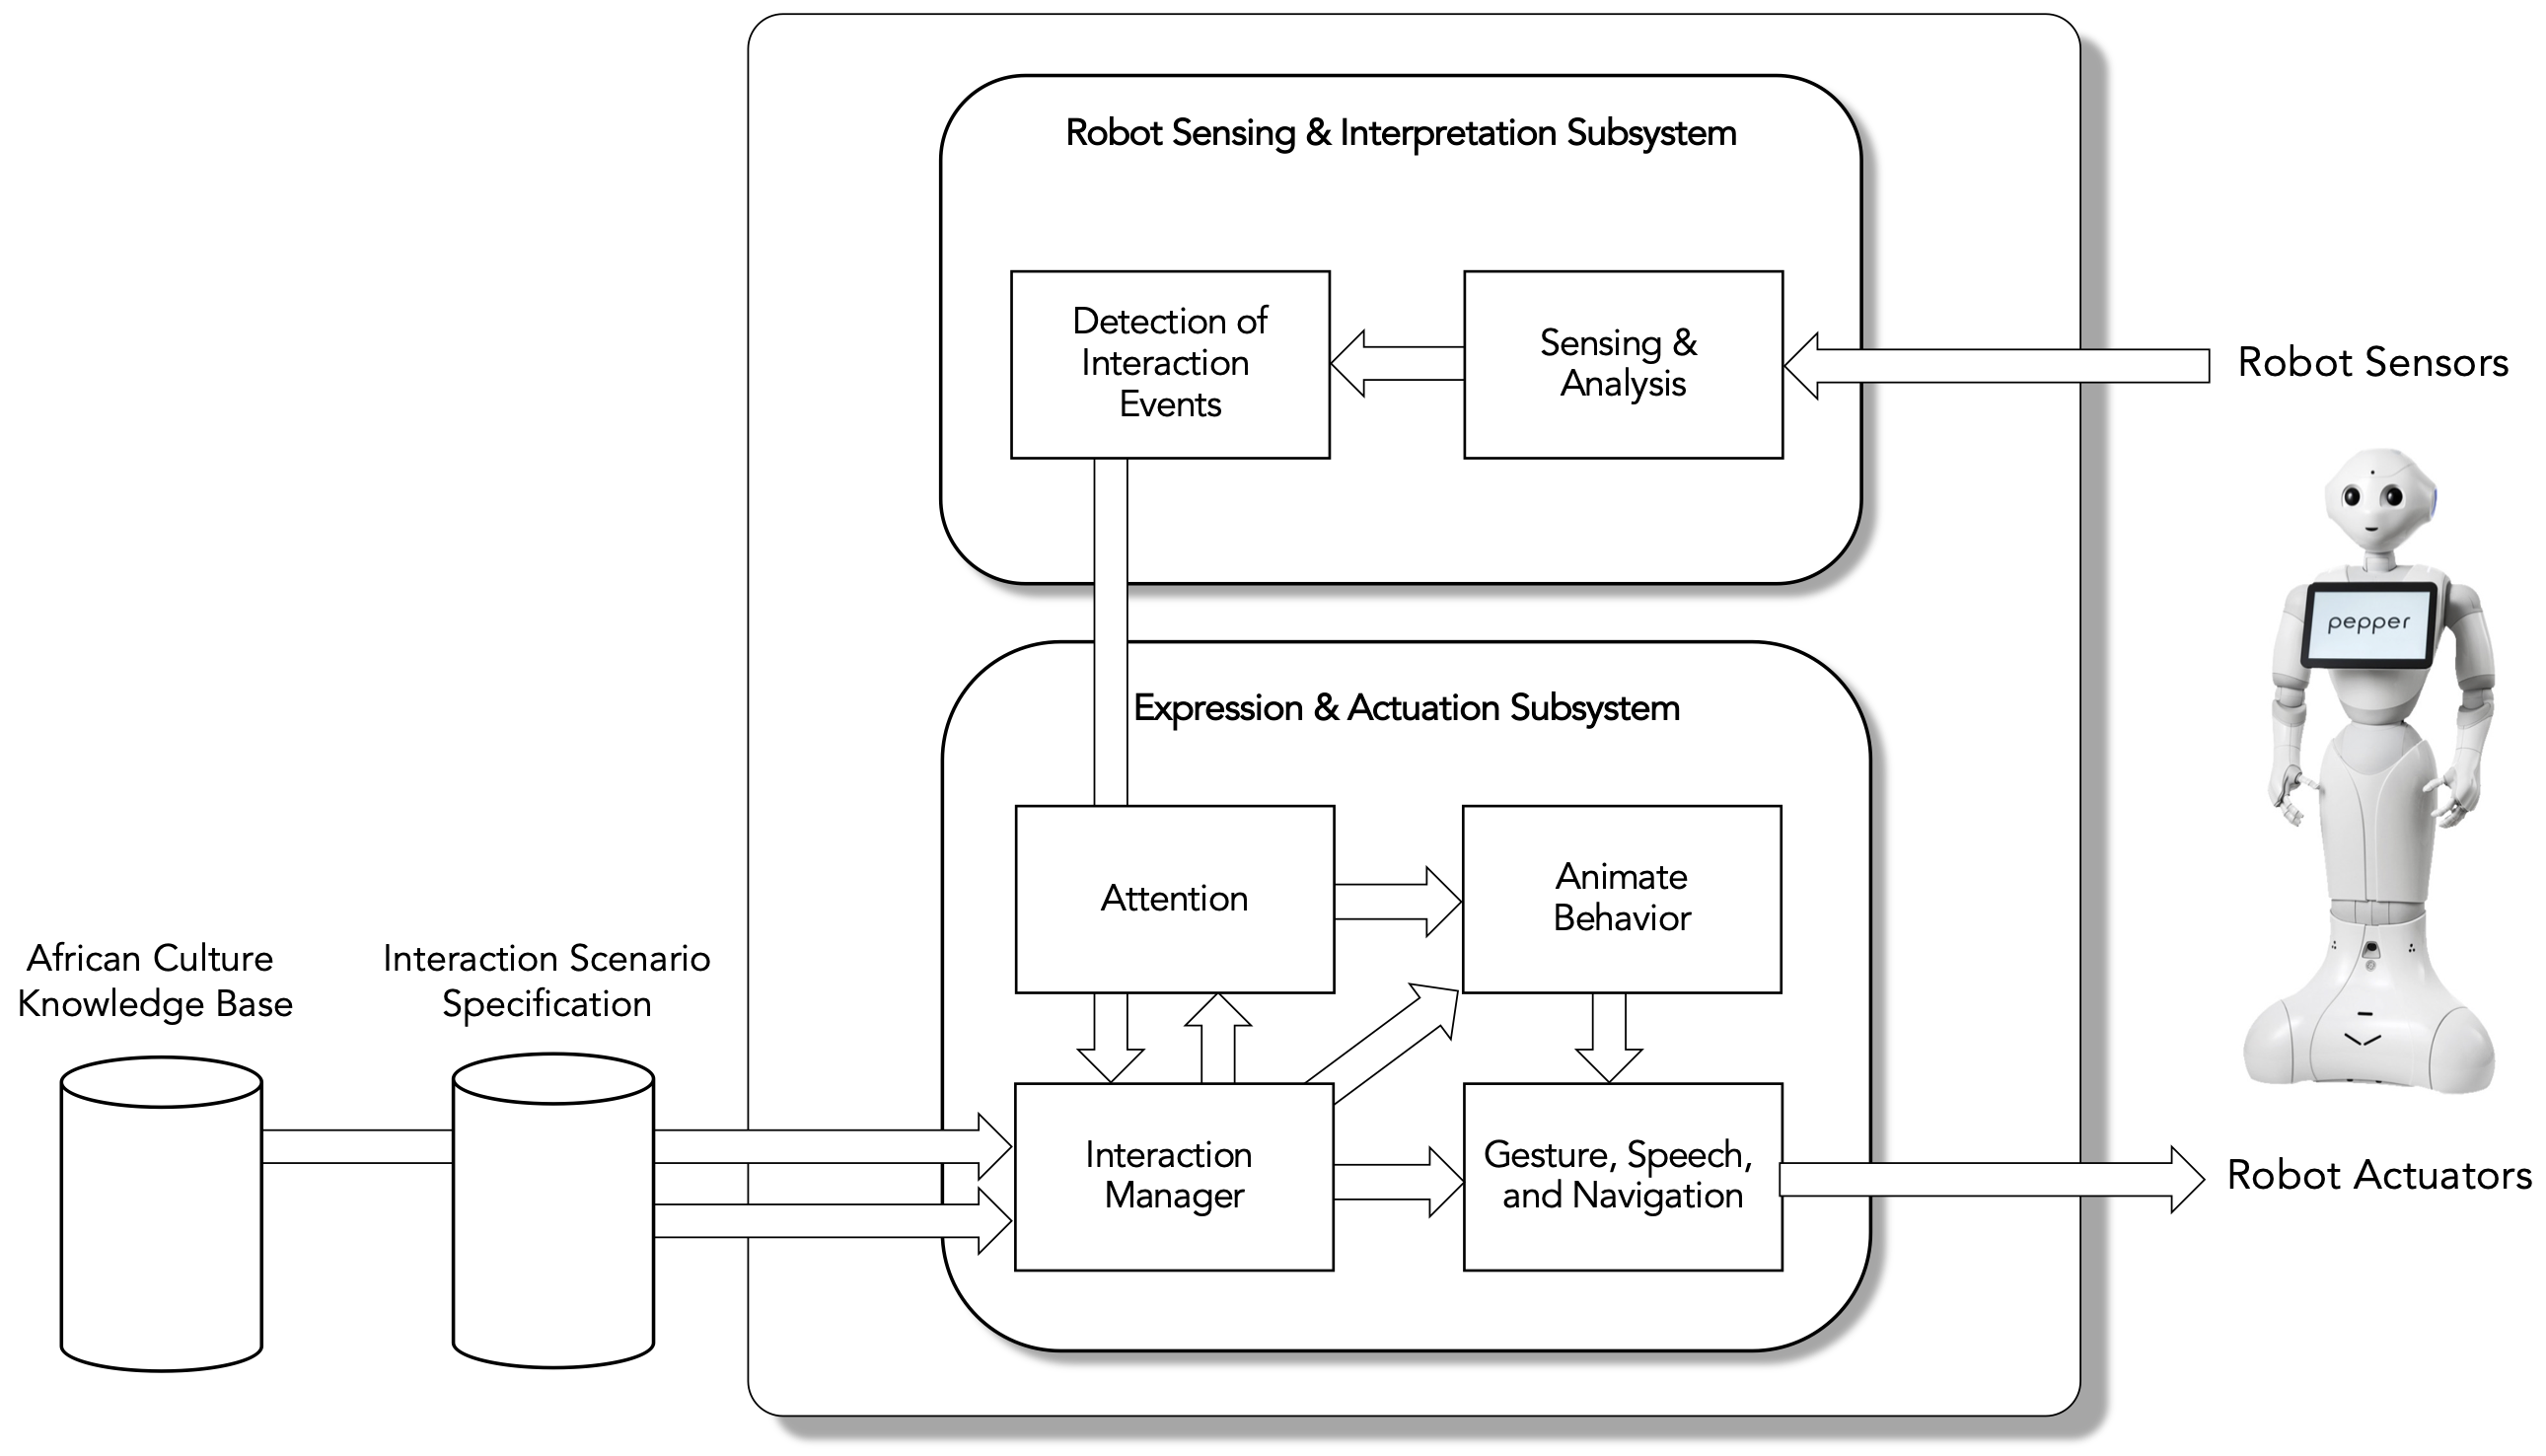 Robot Sensing & Interpretation Subsystem
Detection of
Interaction
Events
Sensing &
Analysis
Robot Sensors
pepper
Expression & Actuation Subsystem
Attention
Animate
Behavior
African Culture
Knowledge Base
Interaction Scenario
Specification
Interaction
Manager
Gesture, Speech,
and Navigation
Robot Actuators